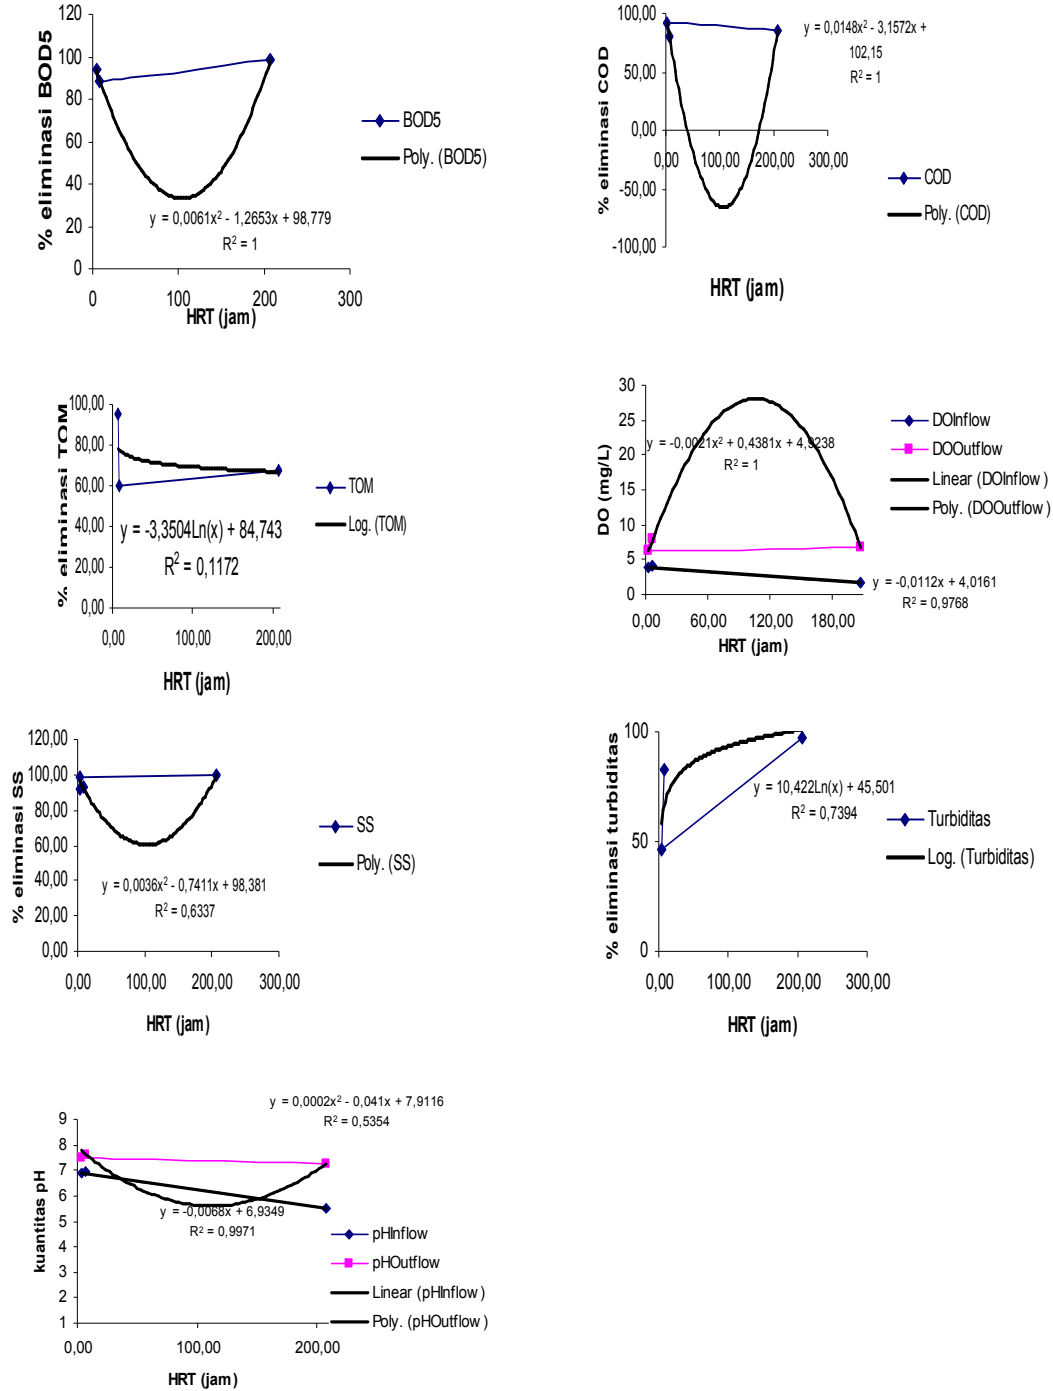 120
100
80
60
40
20
0
% eliminasi BOD5
0 100 200 300
HRT (jam)
y = 0,0061x² - 1,2653x + 98,779
R² = 1
BOD5
Poly. (BOD5)
100,00
50,00
0,00
-50,00
-100,00
% eliminasi COD
0,00 100,00 200,00 300,00
HRT (jam)
y = 0,0148x² - 3,1572x +
102,15
R² = 1
COD
Poly. (COD)
100,00
80,00
60,00
40,00
20,00
0,00
% eliminasi TOM
0,00 100,00 200,00
HRT (jam)
y = -3,3504Ln(x) + 84,743
R² = 0,1172
TOM
Log. (TOM)
30
25
20
15
10
5
0
DO (mg/L)
0,00 60,00 120,00 180,00
HRT (jam)
y = -0,0021x² + 0,4381x + 4,9238
R² = 1
y = -0,0112x + 4,0161
R² = 0,9768
DOInflow
DOOutflow
Linear (DOInflow)
Poly. (DOOutflow)
120,00
100,00
80,00
60,00
40,00
20,00
0,00
% eliminasi SS
0,00 100,00 200,00 300,00
HRT (jam)
y = 0,0036x² - 0,7411x + 98,381
R² = 0,6337
SS
Poly. (SS)
100
50
0
% eliminasi turbiditas
0,00 100,00 200,00 300,00
HRT (jam)
y = 10,422Ln(x) + 45,501
R² = 0,7394
Turbiditas
Log. (Turbiditas)
9
8
7
6
5
4
3
2
1
kuantitas pH
0,00 100,00 200,00
HRT (jam)
y = 0,0002x² - 0,041x + 7,9116
R² = 0,5354
y = -0,0068x + 6,9349
R² = 0,9971
pHInflow
pHOutflow
Linear (pHInflow)
Poly. (pHOutflow)